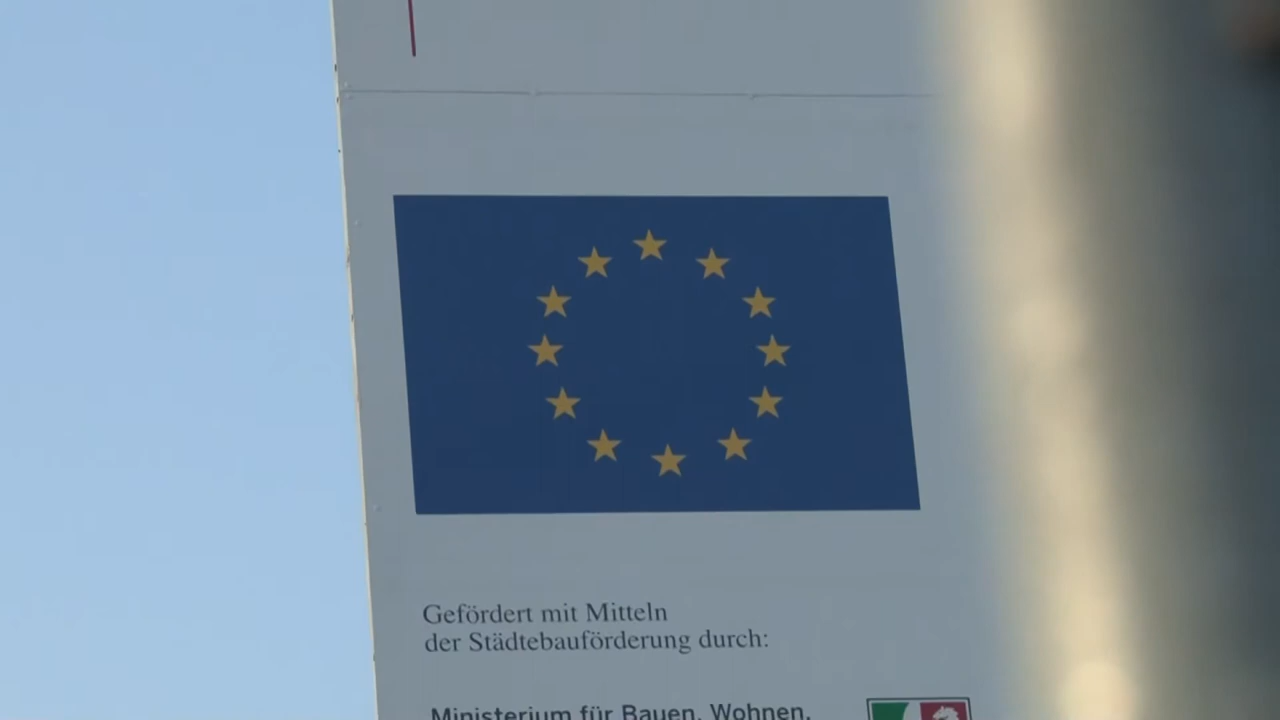 Gefördert mit Mitteln
der Städtebauförderung durch:
Ministerium für Bauen, Wohnen,